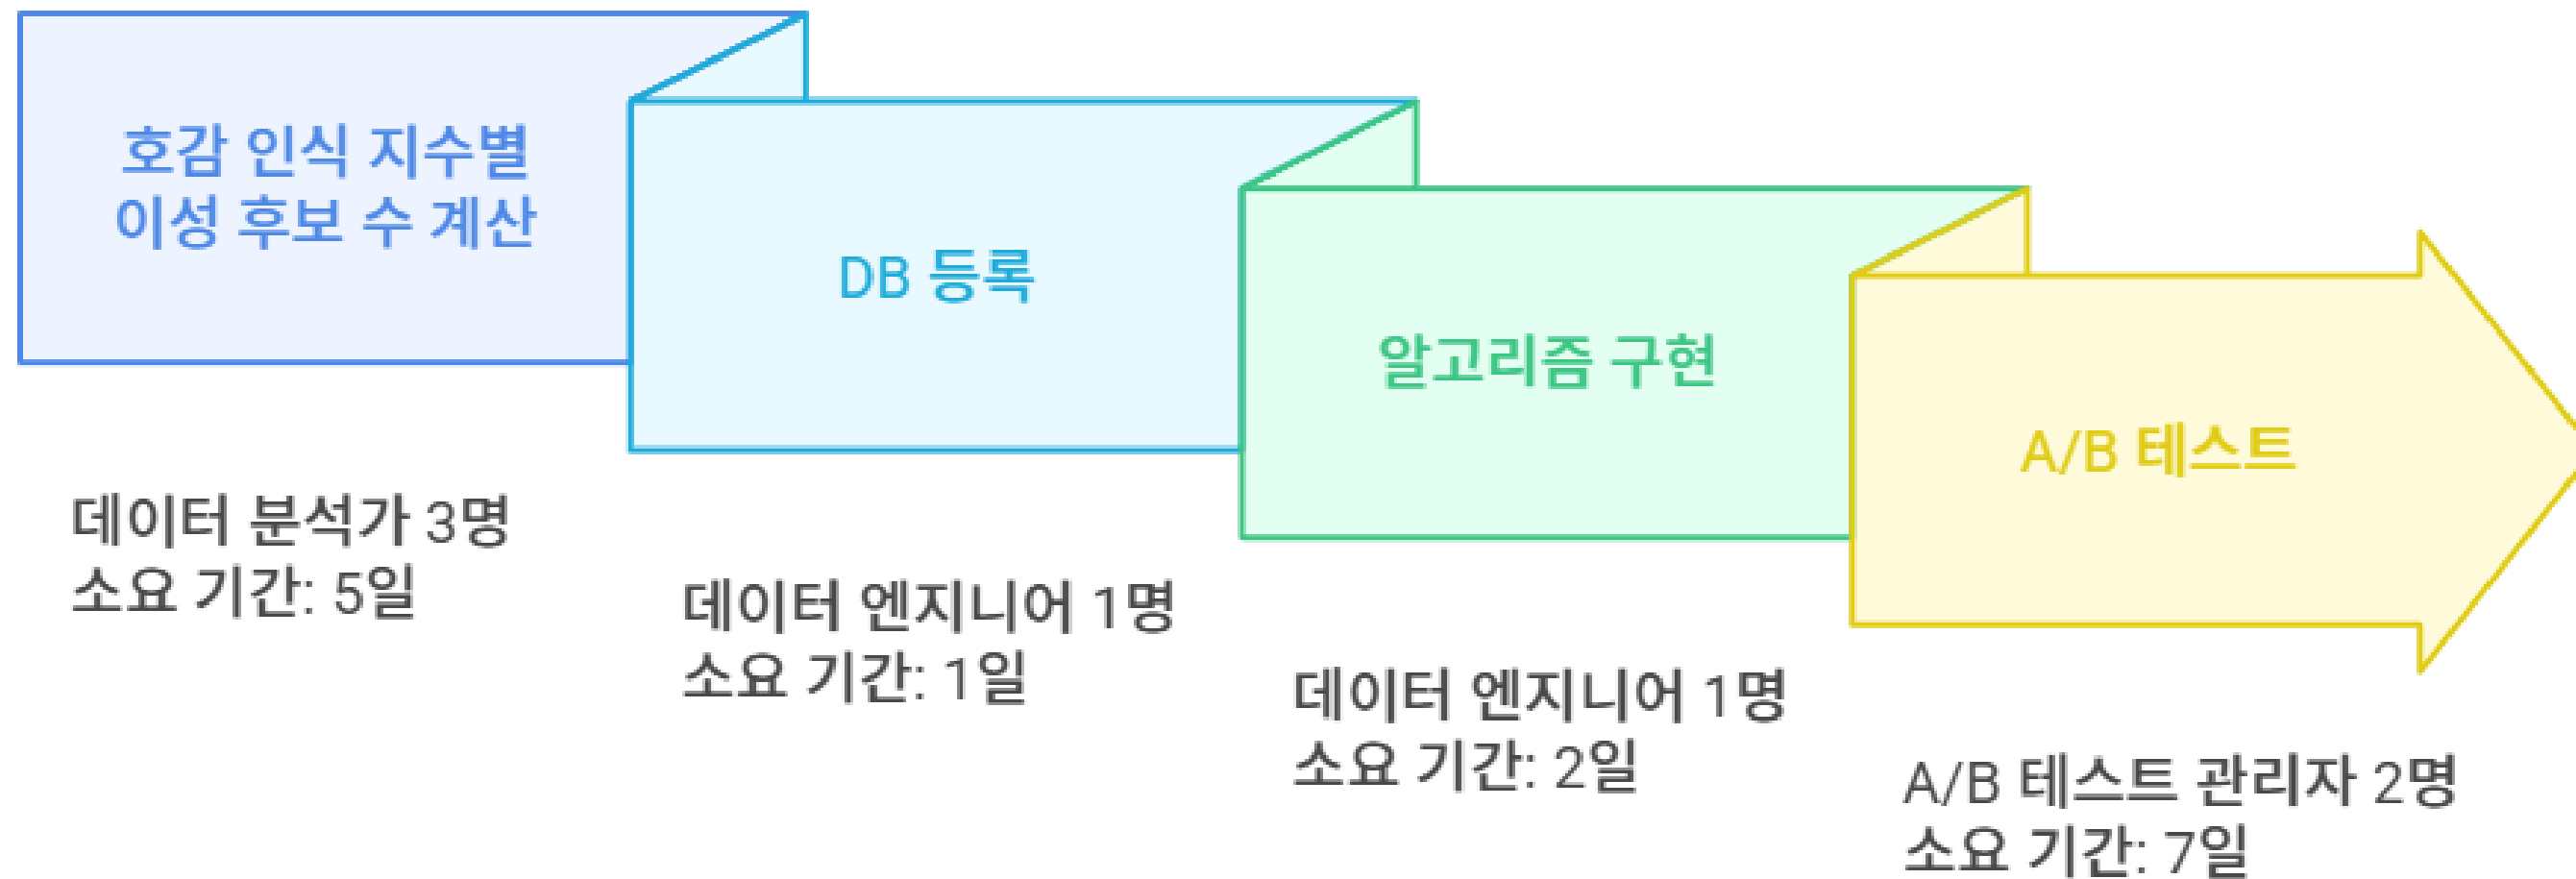 호감 인식 지수별
이성 후보 수 계산
데이터 분석가 3명
소요 기간: 5일
DB 등록
데이터 엔지니어 1명
소요 기간: 1일
알고리즘 구현
데이터 엔지니어 1명
소요 기간: 2일
A/B 테스트
A/B 테스트 관리자 2명
소요 기간: 7일